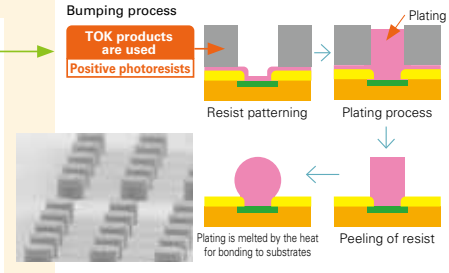 Bumping process
TOK products
are used
Positive photoresists
Plating
Resist patterning
Plating process
Plating is melted by the heat
for bonding to substrates
Peeling of resist